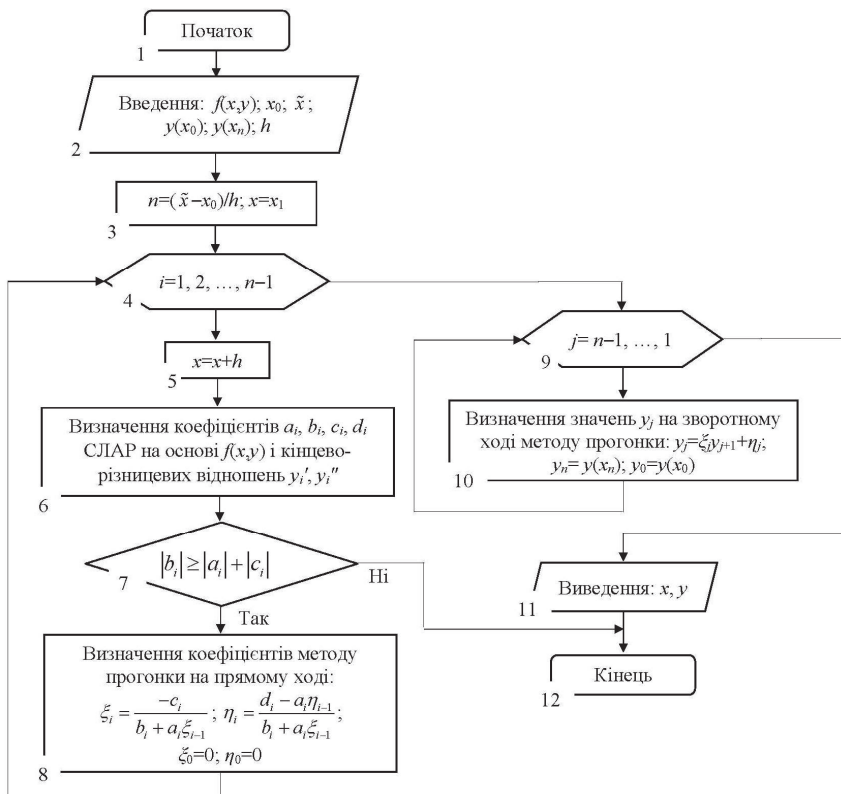 Початок
1
Введення: f(x,y); x₀; x̃;
y(x₀); y(xₙ); h
2
n=(x̃−x₀)/h; x=x₁
3
i=1, 2, …, n−1
4
x=x+h
5
Визначення коефіцієнтів aᵢ, bᵢ, cᵢ, dᵢ
СЛАР на основі f(x,y) і кінцево-
різницевих відношень yᵢ′, yᵢ″
6
|bᵢ| ≥ |aᵢ| + |cᵢ|
7
Ні
Так
Визначення коефіцієнтів методу
прогонки на прямому ході:
ξᵢ = −cᵢ / (bᵢ + aᵢξᵢ₋₁); ηᵢ = (dᵢ − aᵢηᵢ₋₁) / (bᵢ + aᵢξᵢ₋₁);
ξ₀=0; η₀=0
8
j= n−1, …, 1
9
Визначення значень yⱼ на зворотному
ході методу прогонки: yⱼ=ξⱼyⱼ₊₁+ηⱼ;
yₙ= y(xₙ); y₀=y(x₀)
10
Виведення: x, y
11
Кінець
12